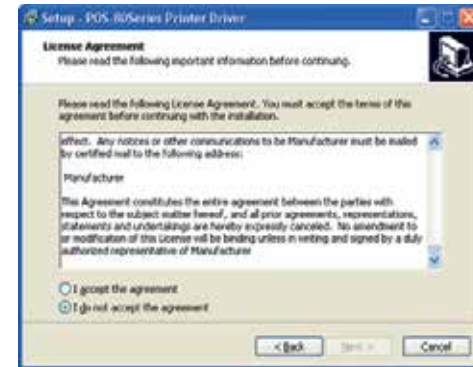 Setup - POS-80Series Printer Driver
License Agreement
Please read the following important information before continuing.
Please read the following License Agreement. You must accept the terms of this
agreement before continuing with the installation.
effect. Any notices or other communications to be Manufacturer must be mailed
by certified mail to the following address:
Manufacturer
This Agreement constitutes the entire agreement between the parties with
respect to the subject matter hereof, and all prior agreements, representations,
statements and undertakings are hereby expressly canceled. No amendment to
or modification of this License will be binding unless in writing and signed by a duly
authorized representative of Manufacturer
I accept the agreement
I do not accept the agreement
< Back
Next >
Cancel